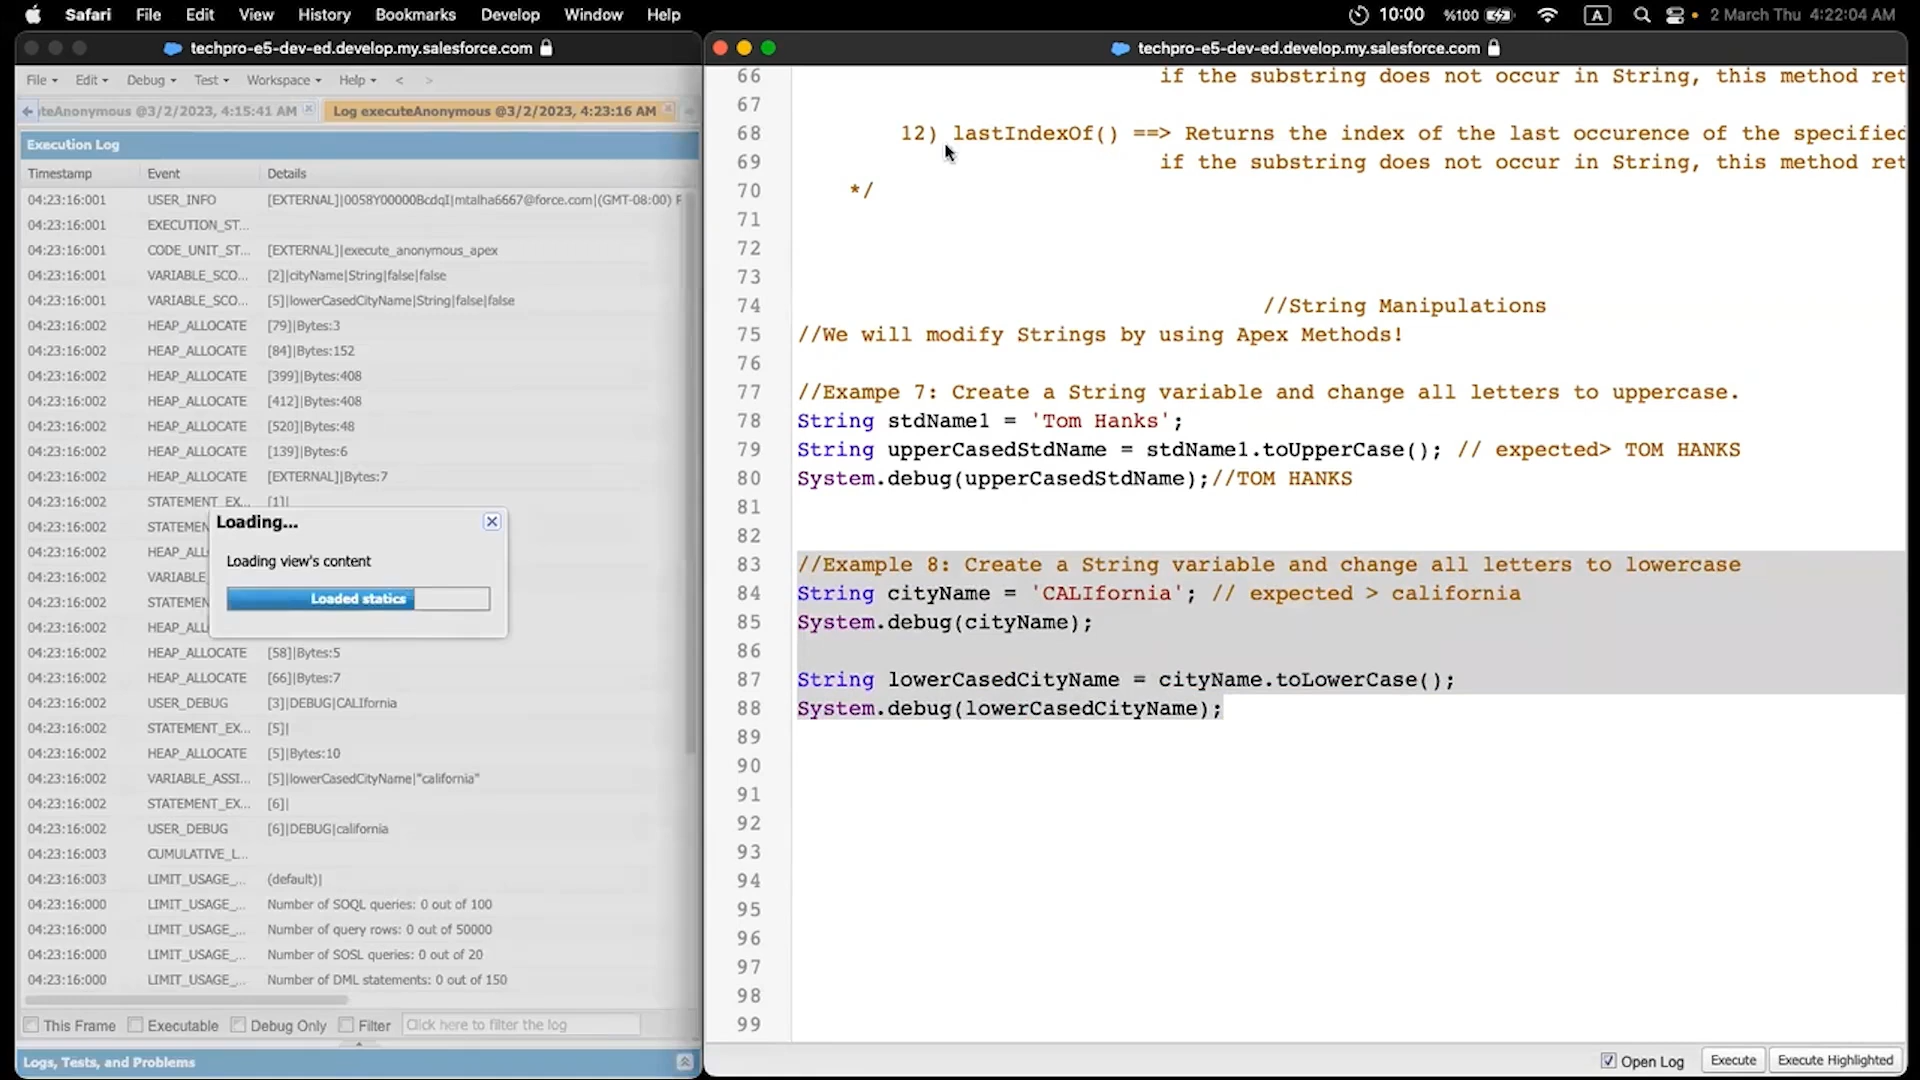 Safari File Edit View History Bookmarks Develop Window Help 10:00 %100 A 2 March Thu 4:22:04 AM
techpro-e5-dev-ed.develop.my.salesforce.com
File Edit Debug Test Workspace Help < >
teAnonymous @3/2/2023, 4:15:41 AM Log executeAnonymous @3/2/2023, 4:23:16 AM
Execution Log
Timestamp Event Details
04:23:16:001 USER_INFO [EXTERNAL]|0058Y00000BcdqI|mtalha6667@force.com|(GMT-08:00) P
04:23:16:001 EXECUTION_ST...
04:23:16:001 CODE_UNIT_ST... [EXTERNAL]|execute_anonymous_apex
04:23:16:001 VARIABLE_SCO... [2]|cityName|String|false|false
04:23:16:001 VARIABLE_SCO... [5]|lowerCasedCityName|String|false|false
04:23:16:002 HEAP_ALLOCATE [79]|Bytes:3
04:23:16:002 HEAP_ALLOCATE [84]|Bytes:152
04:23:16:002 HEAP_ALLOCATE [399]|Bytes:408
04:23:16:002 HEAP_ALLOCATE [412]|Bytes:408
04:23:16:002 HEAP_ALLOCATE [520]|Bytes:48
04:23:16:002 HEAP_ALLOCATE [139]|Bytes:6
04:23:16:002 HEAP_ALLOCATE [EXTERNAL]|Bytes:7
04:23:16:002 STATEMENT_EX... [1]|
04:23:16:002 STATEMEN
04:23:16:002 HEAP_ALL
04:23:16:002 VARIABLE
04:23:16:002 STATEMEN
04:23:16:002 HEAP_ALL
04:23:16:002 HEAP_ALLOCATE [58]|Bytes:5
04:23:16:002 HEAP_ALLOCATE [66]|Bytes:7
04:23:16:002 USER_DEBUG [3]|DEBUG|CALIfornia
04:23:16:002 STATEMENT_EX... [5]|
04:23:16:002 HEAP_ALLOCATE [5]|Bytes:10
04:23:16:002 VARIABLE_ASSI... [5]|lowerCasedCityName|"california"
04:23:16:002 STATEMENT_EX... [6]|
04:23:16:002 USER_DEBUG [6]|DEBUG|california
04:23:16:003 CUMULATIVE_L...
04:23:16:003 LIMIT_USAGE_... (default)|
04:23:16:000 LIMIT_USAGE_... Number of SOQL queries: 0 out of 100
04:23:16:000 LIMIT_USAGE_... Number of query rows: 0 out of 50000
04:23:16:000 LIMIT_USAGE_... Number of SOSL queries: 0 out of 20
04:23:16:000 LIMIT_USAGE_... Number of DML statements: 0 out of 150
Loading...
Loading view's content
Loaded statics
This Frame Executable Debug Only Filter Click here to filter the log
Logs, Tests, and Problems
techpro-e5-dev-ed.develop.my.salesforce.com
66 if the substring does not occur in String, this method ret
67
68 12) lastIndexOf() ==> Returns the index of the last occurence of the specified
69 if the substring does not occur in String, this method ret
70 */
71
72
73
74 //String Manipulations
75 //We will modify Strings by using Apex Methods!
76
77 //Exampe 7: Create a String variable and change all letters to uppercase.
78 String stdName1 = 'Tom Hanks';
79 String upperCasedStdName = stdName1.toUpperCase(); // expected> TOM HANKS
80 System.debug(upperCasedStdName);//TOM HANKS
81
82
83 //Example 8: Create a String variable and change all letters to lowercase
84 String cityName = 'CALIfornia'; // expected > california
85 System.debug(cityName);
86
87 String lowerCasedCityName = cityName.toLowerCase();
88 System.debug(lowerCasedCityName);
89
90
91
92
93
94
95
96
97
98
99
Open Log Execute Execute Highlighted